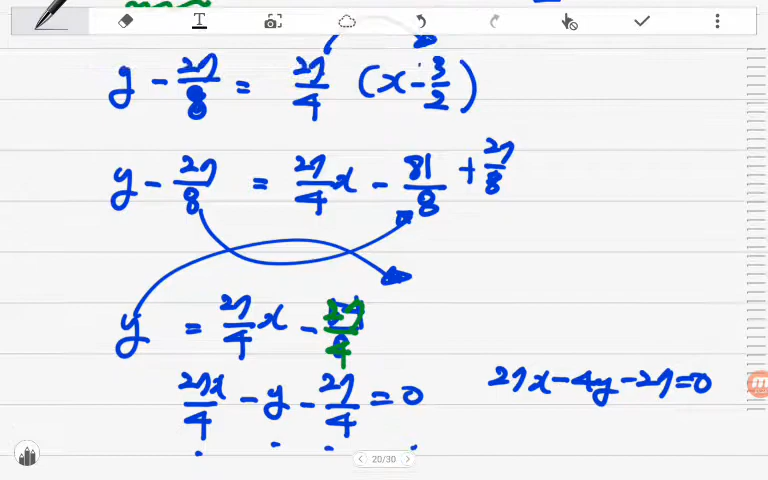 y - 27/8 = 27/4 (x - 3/2)
y - 27/8 = 27/4 x - 81/8 + 27/8
y = 27/4 x - 27/4
27x/4 - y - 27/4 = 0
27x - 4y - 27 = 0
20/30